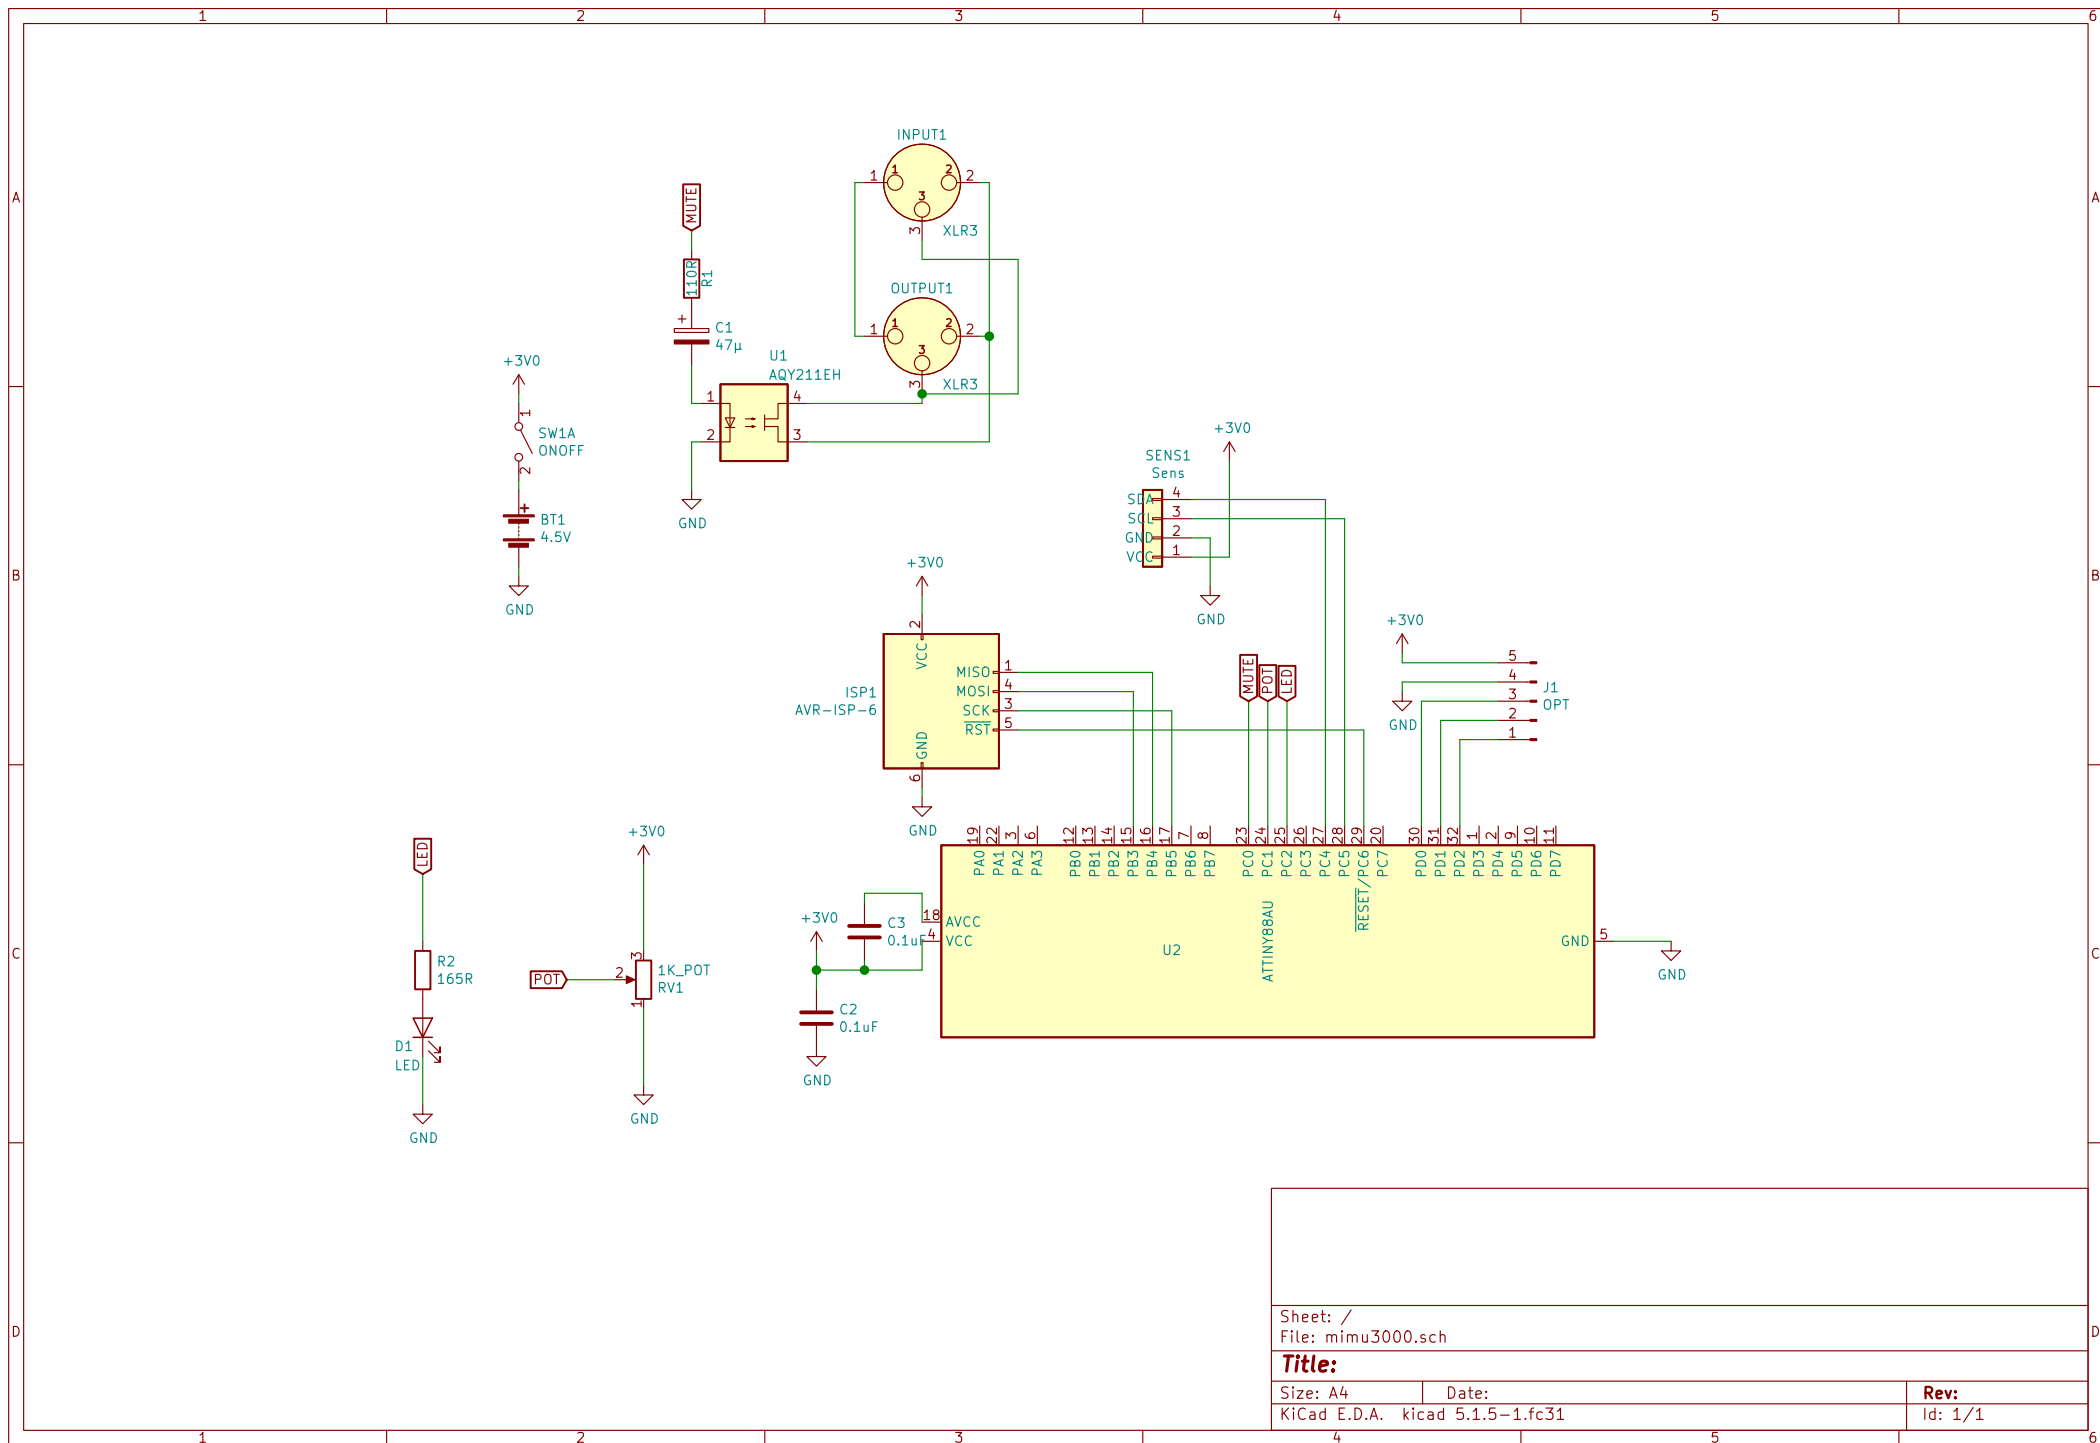 1 2 3 4 5 6
A A
B B
C C
D D
1 2 3 4 5 6
INPUT1
1 1 2 2
3
3
XLR3
OUTPUT1
1 1 2 2
3
3
XLR3
MUTE
110R
R1
+
C1
47µ
U1
AQY211EH
1 4
2 3
GND
+3V0
1
SW1A
ONOFF
2
+
BT1
4.5V
GND
+3V0
SENS1
Sens
SDA 4
SCL 3
GND 2
VCC 1
GND
+3V0
2
VCC
MISO 1
MOSI 4
SCK 3
RST 5
GND
6
ISP1
AVR-ISP-6
GND
MUTE
POT
LED
+3V0
5
4
3
2
1
J1
OPT
GND
LED
R2
165R
D1
LED
GND
+3V0
POT
2
3
1
1K_POT
RV1
GND
+3V0
C3
0.1uF
C2
0.1uF
GND
19 22 3 6 12 13 14 15 16 17 7 8 23 24 25 26 27 28 29 20 30 31 32 1 2 9 10 11
PA0 PA1 PA2 PA3 PB0 PB1 PB2 PB3 PB4 PB5 PB6 PB7 PC0 PC1 PC2 PC3 PC4 PC5 RESET/PC6 PC7 PD0 PD1 PD2 PD3 PD4 PD5 PD6 PD7
18 AVCC
4 VCC
U2
ATTINY88AU
GND 5
GND
Sheet: /
File: mimu3000.sch
Title:
Size: A4 Date: Rev:
KiCad E.D.A. kicad 5.1.5-1.fc31 Id: 1/1